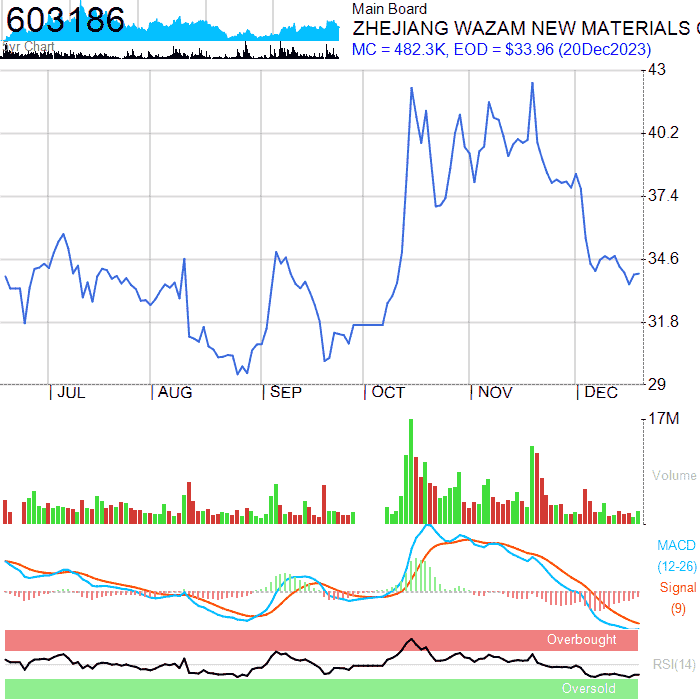 603186
5yr Chart
Main Board
ZHEJIANG WAZAM NEW MATERIALS C
MC = 482.3K, EOD = $33.96 (20Dec2023)
43
40.2
37.4
34.6
31.8
29
JUL AUG SEP OCT NOV DEC
17M
Volume
MACD
(12-26)
Signal
(9)
Overbought
RSI(14)
Oversold